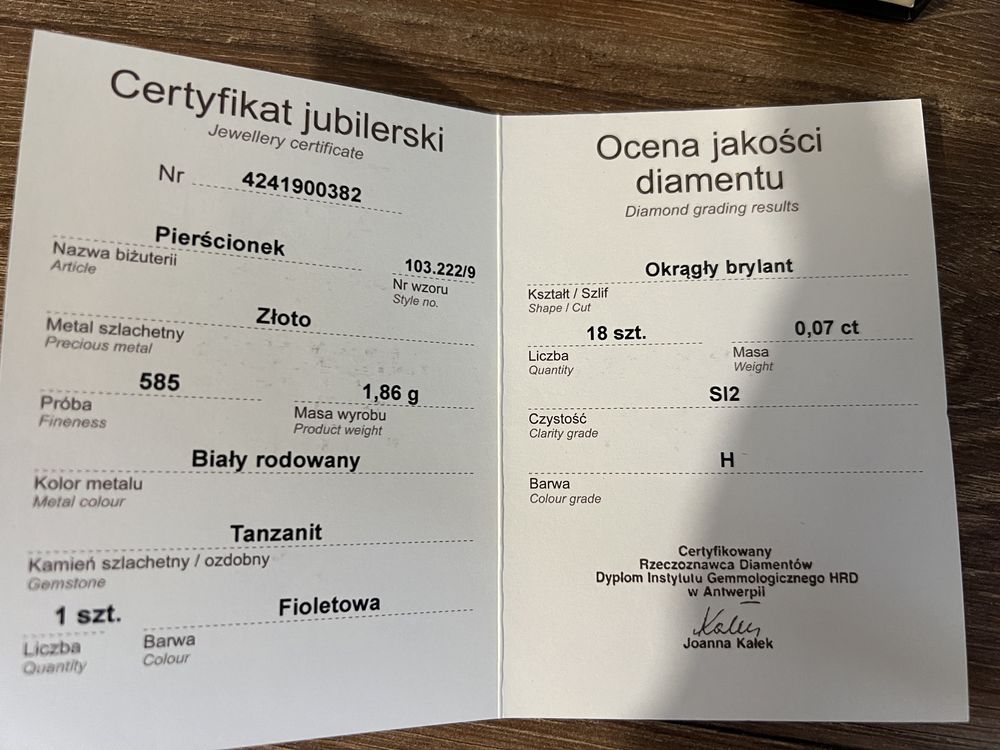 Certyfikat jubilerski
Jewellery certificate
Nr 4241900382
Pierścionek
103.222/9
Nazwa biżuterii
Nr wzoru
Article
Style no.
Złoto
Metal szlachetny
Precious metal
585
1,86 g
Próba
Masa wyrobu
Fineness
Product weight
Biały rodowany
Kolor metalu
Metal colour
Tanzanit
Kamień szlachetny / ozdobny
Gemstone
1 szt.
Fioletowa
Liczba
Barwa
Quantity
Colour
Ocena jakości
diamentu
Diamond grading results
Okrągły brylant
Kształt / Szlif
Shape / Cut
18 szt.
0,07 ct
Liczba
Masa
Quantity
Weight
SI2
Czystość
Clarity grade
H
Barwa
Colour grade
Certyfikowany
Rzeczoznawca Diamentów
Dyplom Instytutu Gemmologicznego HRD
w Antwerpii
Kałek
Joanna Kałek